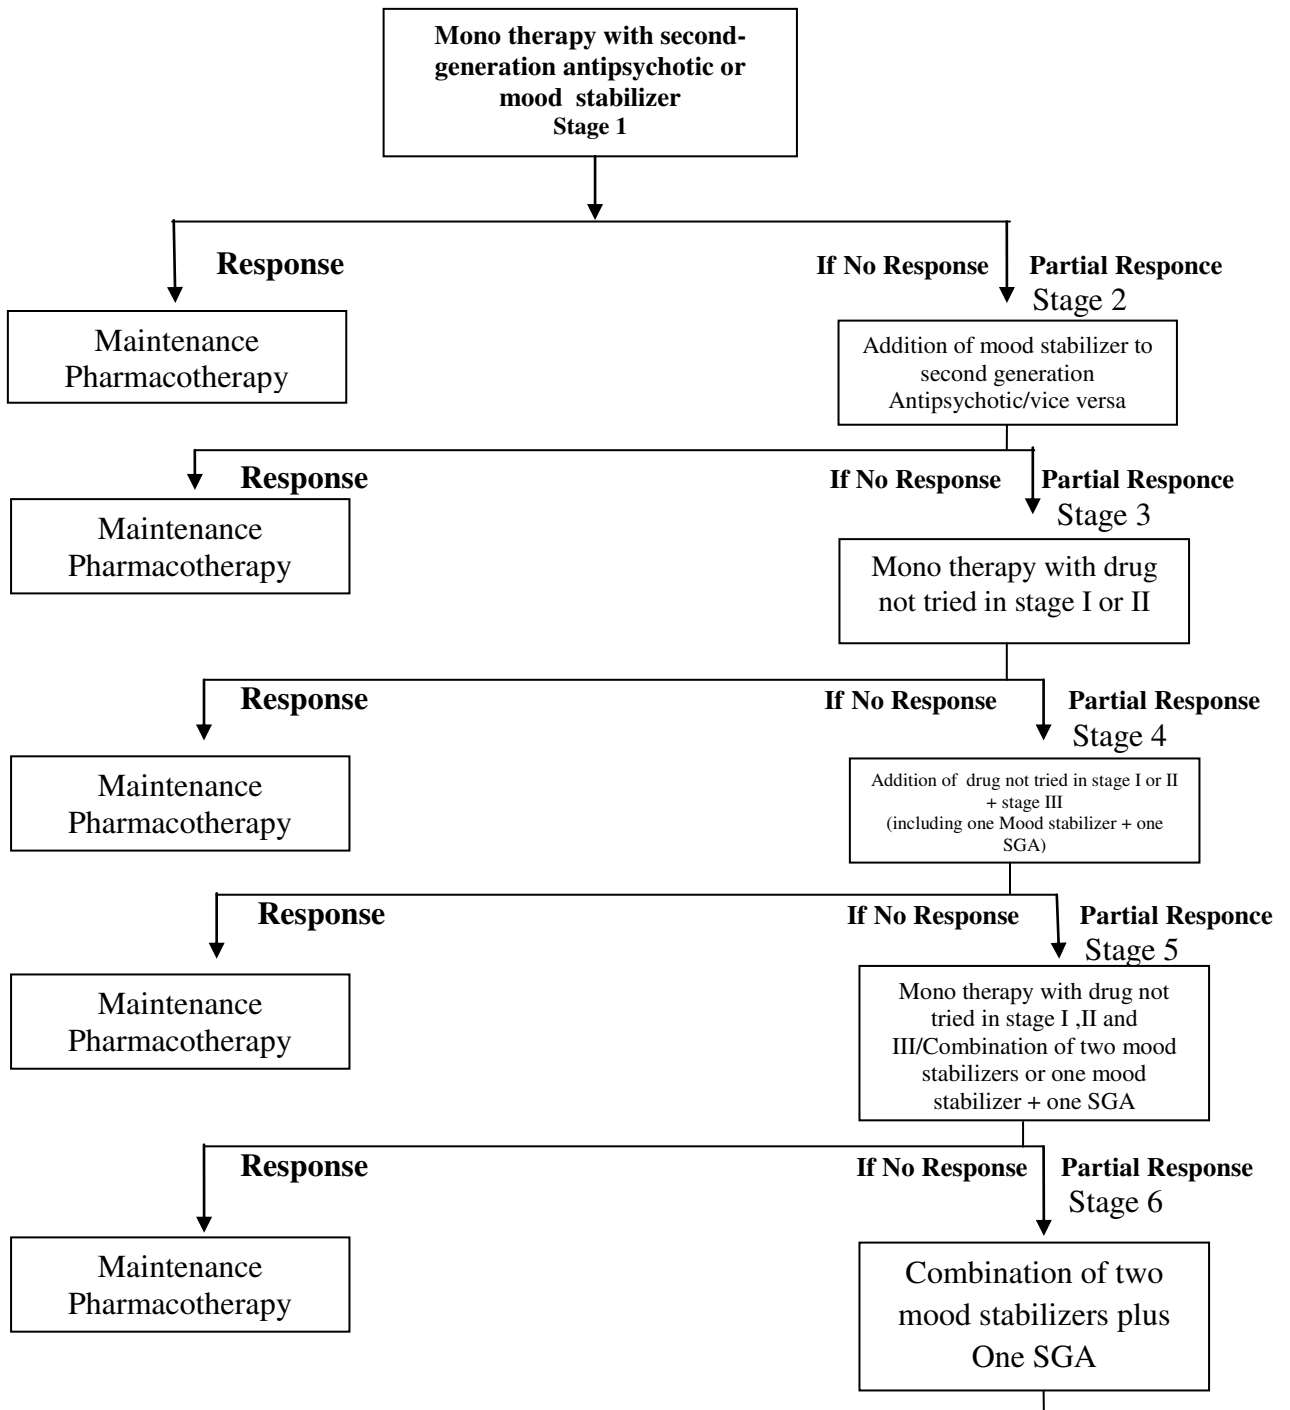 Mono therapy with second-
generation antipsychotic or
mood stabilizer
Stage 1
Response
If No Response
Partial Responce
Stage 2
Maintenance
Pharmacotherapy
Addition of mood stabilizer to
second generation
Antipsychotic/vice versa
Response
If No Response
Partial Responce
Stage 3
Maintenance
Pharmacotherapy
Mono therapy with drug
not tried in stage I or II
Response
If No Response
Partial Response
Stage 4
Maintenance
Pharmacotherapy
Addition of drug not tried in stage I or II
+ stage III
(including one Mood stabilizer + one
SGA)
Response
If No Response
Partial Responce
Stage 5
Maintenance
Pharmacotherapy
Mono therapy with drug not
tried in stage I ,II and
III/Combination of two mood
stabilizers or one mood
stabilizer + one SGA
Response
If No Response
Partial Response
Stage 6
Maintenance
Pharmacotherapy
Combination of two
mood stabilizers plus
One SGA